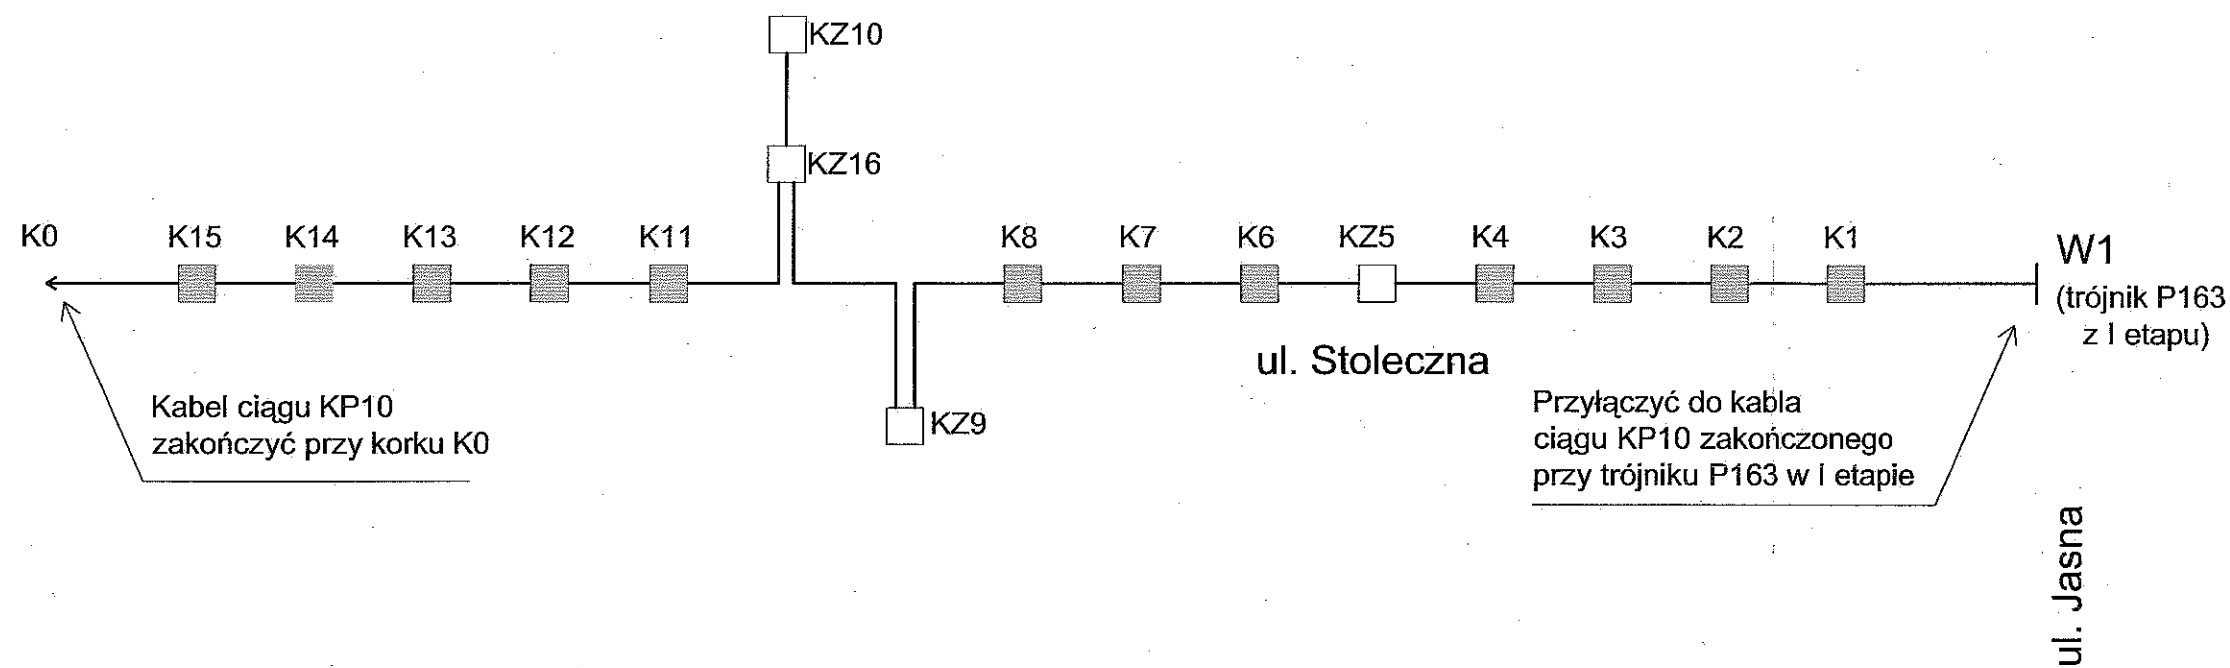 KZ10
KZ16
K0
K15
K14
K13
K12
K11
K8
K7
K6
KZ5
K4
K3
K2
K1
W1
(trójnik P163
z I etapu)
ul. Stoleczna
Kabel ciągu KP10
zakończyć przy korku K0
KZ9
Przyłączyć do kabla
ciągu KP10 zakończonego
przy trójniku P163 w I etapie
ul. Jasna